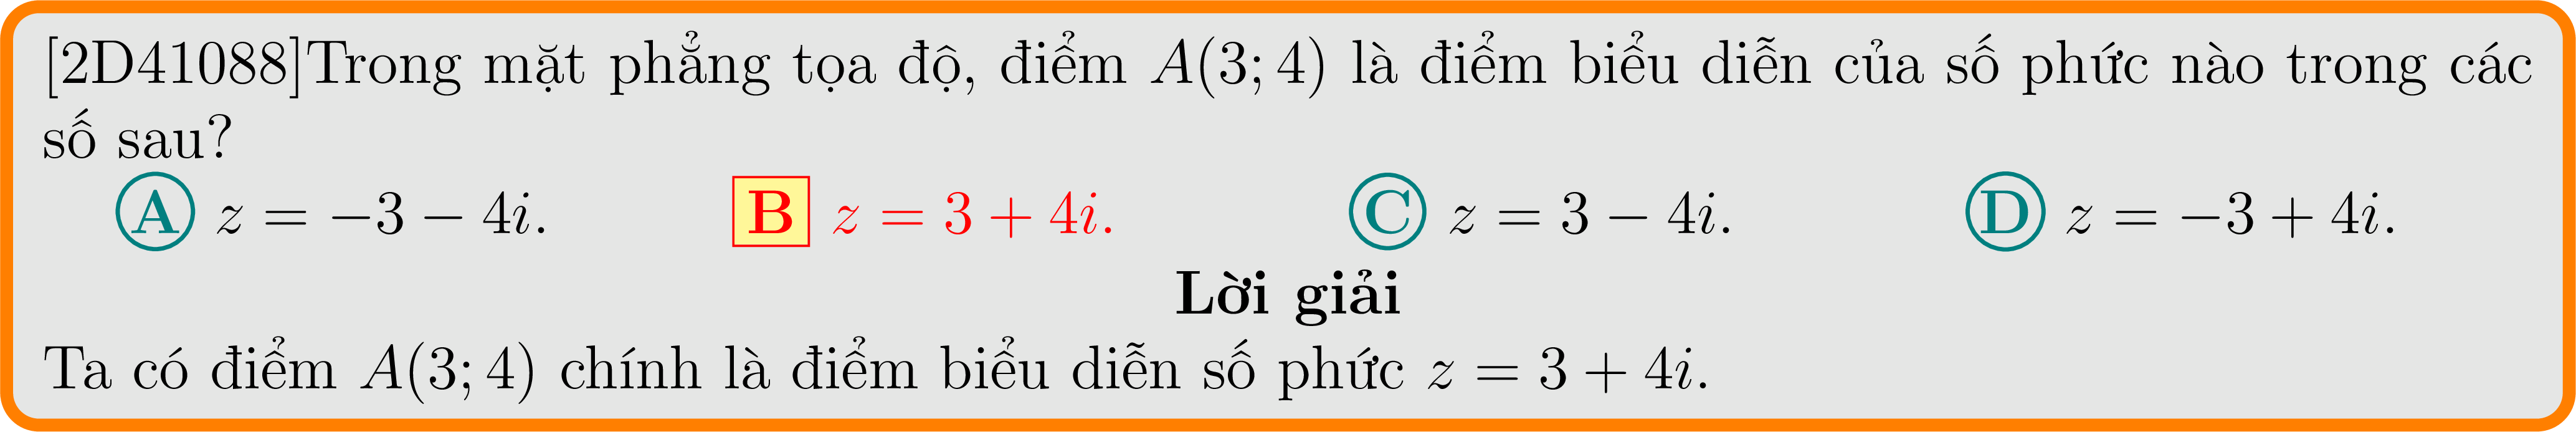 [2D41088]Trong mặt phẳng tọa độ, điểm A(3; 4) là điểm biểu diễn của số phức nào trong các
số sau?
A z = −3 − 4i. B z = 3 + 4i. C z = 3 − 4i. D z = −3 + 4i.
Lời giải
Ta có điểm A(3; 4) chính là điểm biểu diễn số phức z = 3 + 4i.